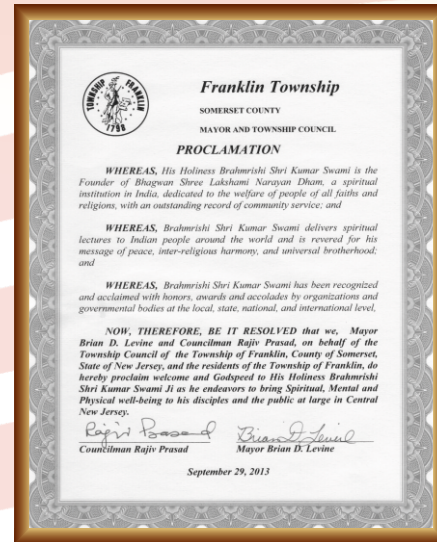 TOWNSHIP FRANKLIN
1798
Franklin Township
SOMERSET COUNTY
MAYOR AND TOWNSHIP COUNCIL
PROCLAMATION
WHEREAS, His Holiness Brahmrishi Shri Kumar Swami is the
Founder of Bhagwan Shree Lakshami Narayan Dham, a spiritual
institution in India, dedicated to the welfare of people of all faiths and
religions, with an outstanding record of community service; and
WHEREAS, Brahmrishi Shri Kumar Swami delivers spiritual
lectures to Indian people around the world and is revered for his
message of peace, inter-religious harmony, and universal brotherhood;
and
WHEREAS, Brahmrishi Shri Kumar Swami has been recognized
and acclaimed with honors, awards and accolades by organizations and
governmental bodies at the local, state, national, and international level,
NOW, THEREFORE, BE IT RESOLVED that we, Mayor
Brian D. Levine and Councilman Rajiv Prasad, on behalf of the
Township Council of the Township of Franklin, County of Somerset,
State of New Jersey, and the residents of the Township of Franklin, do
hereby proclaim welcome and Godspeed to His Holiness Brahmrishi
Shri Kumar Swami Ji as he endeavors to bring Spiritual, Mental and
Physical well-being to his disciples and the public at large in Central
New Jersey.
Rajiv Prasad Brian D. Levine
Councilman Rajiv Prasad Mayor Brian D. Levine
September 29, 2013